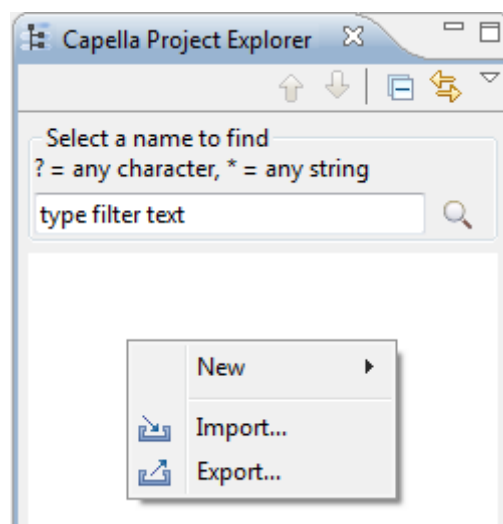 Capella Project Explorer
Select a name to find
? = any character, * = any string
type filter text
New
Import...
Export...